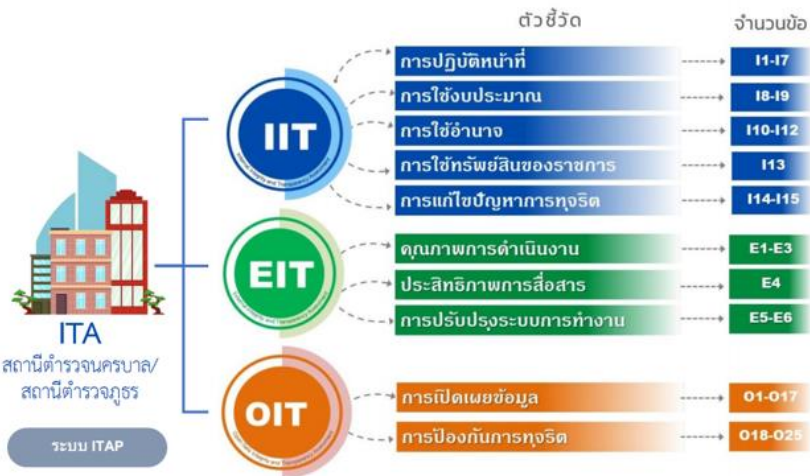 ตัวชี้วัด
จำนวนข้อ
IIT
การปฏิบัติหน้าที่
I1-I7
การใช้งบประมาณ
I8-I9
การใช้อำนาจ
I10-I12
การใช้ทรัพย์สินของราชการ
I13
การแก้ไขปัญหาการทุจริต
I14-I15
EIT
คุณภาพการดำเนินงาน
E1-E3
ประสิทธิภาพการสื่อสาร
E4
การปรับปรุงระบบการทำงาน
E5-E6
OIT
การเปิดเผยข้อมูล
O1-O17
การป้องกันการทุจริต
O18-O25
ITA
สถานีตำรวจนครบาล/
สถานีตำรวจภูธร
ระบบ ITAP